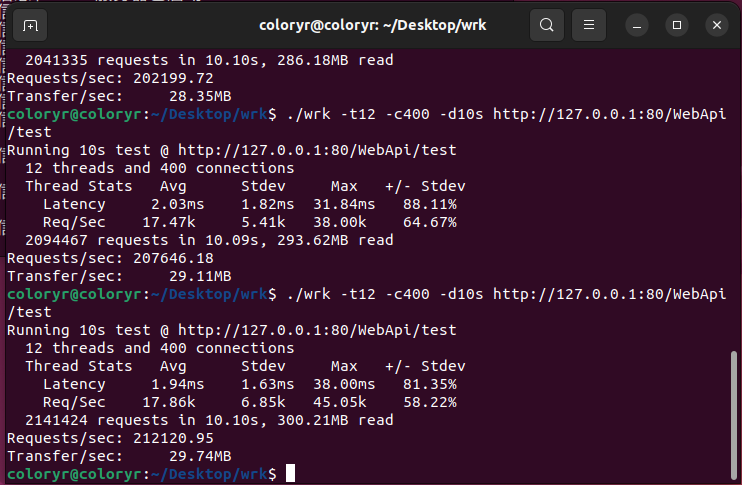 coloryr@coloryr: ~/Desktop/wrk
2041335 requests in 10.10s, 286.18MB read
Requests/sec: 202199.72
Transfer/sec:     28.35MB
coloryr@coloryr:~/Desktop/wrk$ ./wrk -t12 -c400 -d10s http://127.0.0.1:80/WebApi
/test
Running 10s test @ http://127.0.0.1:80/WebApi/test
  12 threads and 400 connections
  Thread Stats   Avg      Stdev     Max   +/- Stdev
    Latency     2.03ms    1.82ms  31.84ms   88.11%
    Req/Sec    17.47k     5.41k   38.00k    64.67%
  2094467 requests in 10.09s, 293.62MB read
Requests/sec: 207646.18
Transfer/sec:     29.11MB
coloryr@coloryr:~/Desktop/wrk$ ./wrk -t12 -c400 -d10s http://127.0.0.1:80/WebApi
/test
Running 10s test @ http://127.0.0.1:80/WebApi/test
  12 threads and 400 connections
  Thread Stats   Avg      Stdev     Max   +/- Stdev
    Latency     1.94ms    1.63ms  38.00ms   81.35%
    Req/Sec    17.86k     6.85k   45.05k    58.22%
  2141424 requests in 10.10s, 300.21MB read
Requests/sec: 212120.95
Transfer/sec:     29.74MB
coloryr@coloryr:~/Desktop/wrk$